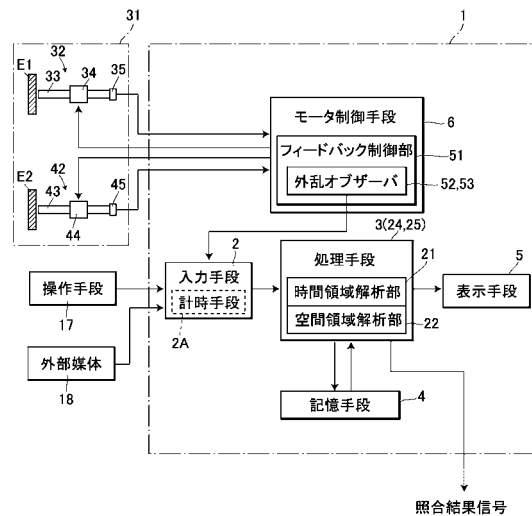 31
1
E1
32
33
34
35
E2
42
43
44
45
モータ制御手段
6
フィードバック制御部
51
外乱オブザーバ
52,53
2
入力手段
計時手段
2A
3(24,25)
処理手段
21
時間領域解析部
空間領域解析部
22
5
表示手段
操作手段
17
外部媒体
18
記憶手段
4
照合結果信号